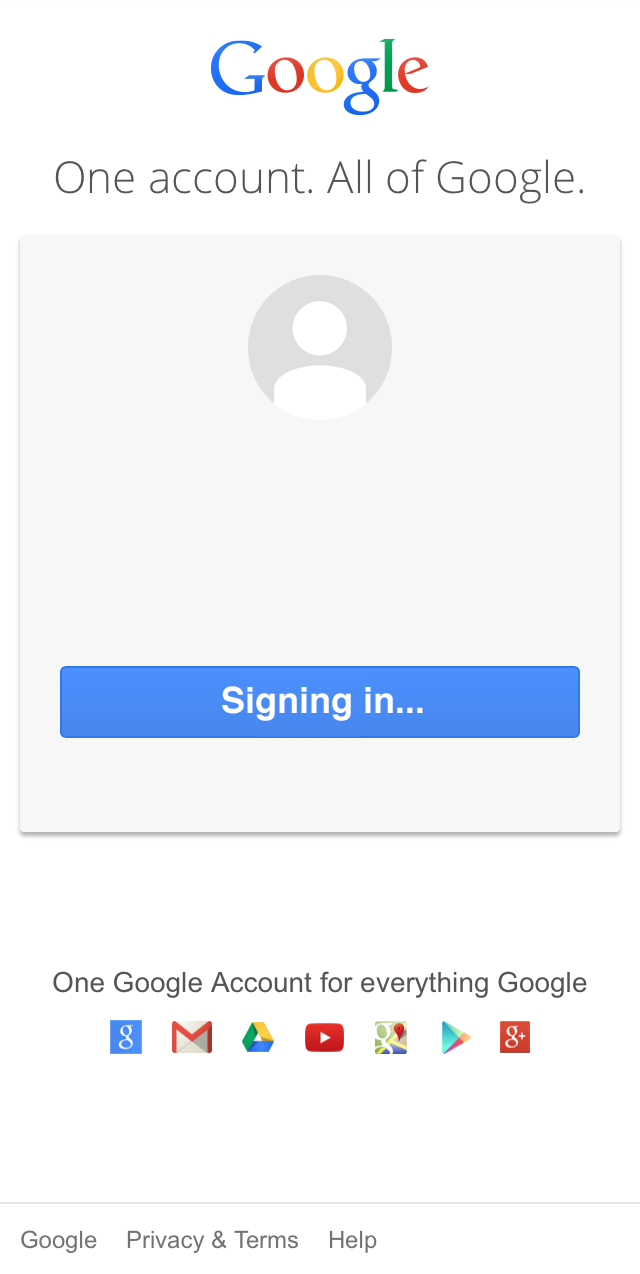 Google
One account. All of Google.
Signing in...
One Google Account for everything Google
g
g
g+
Google Privacy & Terms Help